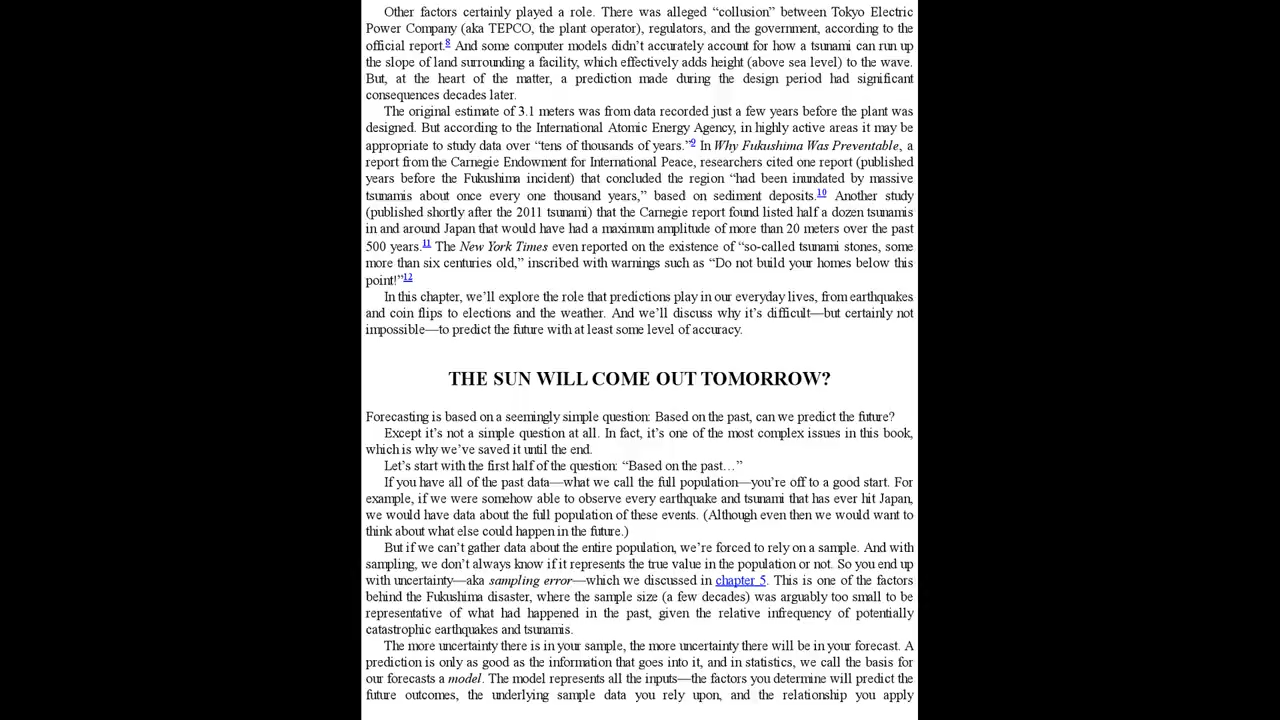 Other factors certainly played a role. There was alleged “collusion” between Tokyo Electric
Power Company (aka TEPCO, the plant operator), regulators, and the government, according to the
official report.8 And some computer models didn’t accurately account for how a tsunami can run up
the slope of land surrounding a facility, which effectively adds height (above sea level) to the wave.
But, at the heart of the matter, a prediction made during the design period had significant
consequences decades later.
The original estimate of 3.1 meters was from data recorded just a few years before the plant was
designed. But according to the International Atomic Energy Agency, in highly active areas it may be
appropriate to study data over “tens of thousands of years.”9 In Why Fukushima Was Preventable, a
report from the Carnegie Endowment for International Peace, researchers cited one report (published
years before the Fukushima incident) that concluded the region “had been inundated by massive
tsunamis about once every one thousand years,” based on sediment deposits.10 Another study
(published shortly after the 2011 tsunami) that the Carnegie report found listed half a dozen tsunamis
in and around Japan that would have had a maximum amplitude of more than 20 meters over the past
500 years.11 The New York Times even reported on the existence of “so-called tsunami stones, some
more than six centuries old,” inscribed with warnings such as “Do not build your homes below this
point!”12
In this chapter, we’ll explore the role that predictions play in our everyday lives, from earthquakes
and coin flips to elections and the weather. And we’ll discuss why it’s difficult—but certainly not
impossible—to predict the future with at least some level of accuracy.
THE SUN WILL COME OUT TOMORROW?
Forecasting is based on a seemingly simple question: Based on the past, can we predict the future?
Except it’s not a simple question at all. In fact, it’s one of the most complex issues in this book,
which is why we’ve saved it until the end.
Let’s start with the first half of the question: “Based on the past…”
If you have all of the past data—what we call the full population—you’re off to a good start. For
example, if we were somehow able to observe every earthquake and tsunami that has ever hit Japan,
we would have data about the full population of these events. (Although even then we would want to
think about what else could happen in the future.)
But if we can’t gather data about the entire population, we’re forced to rely on a sample. And with
sampling, we don’t always know if it represents the true value in the population or not. So you end up
with uncertainty—aka sampling error—which we discussed in chapter 5. This is one of the factors
behind the Fukushima disaster, where the sample size (a few decades) was arguably too small to be
representative of what had happened in the past, given the relative infrequency of potentially
catastrophic earthquakes and tsunamis.
The more uncertainty there is in your sample, the more uncertainty there will be in your forecast. A
prediction is only as good as the information that goes into it, and in statistics, we call the basis for
our forecasts a model. The model represents all the inputs—the factors you determine will predict the
future outcomes, the underlying sample data you rely upon, and the relationship you apply